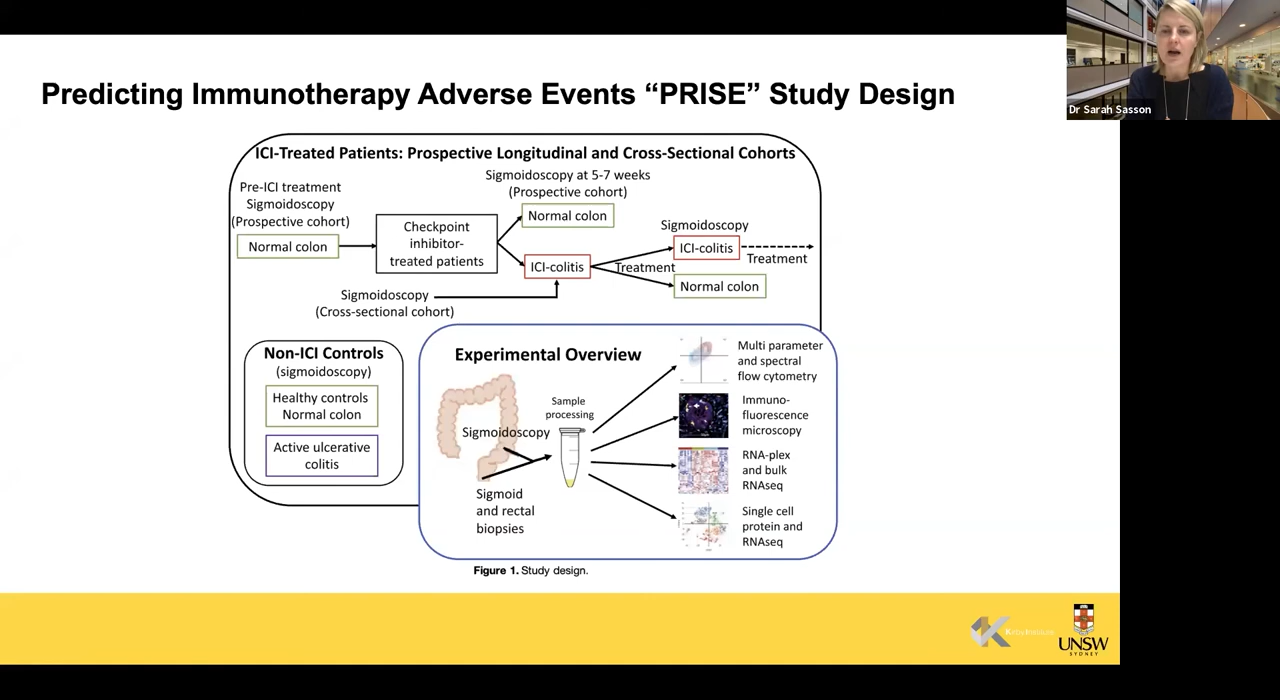 Dr Sarah Sasson
Predicting Immunotherapy Adverse Events “PRISE” Study Design
ICI-Treated Patients: Prospective Longitudinal and Cross-Sectional Cohorts
Pre-ICI treatment
Sigmoidoscopy
(Prospective cohort)
Normal colon
Checkpoint
inhibitor-
treated patients
Sigmoidoscopy at 5-7 weeks
(Prospective cohort)
Normal colon
ICI-colitis
Treatment
Sigmoidoscopy
ICI-colitis
Treatment
Normal colon
Sigmoidoscopy
(Cross-sectional cohort)
Non-ICI Controls
(sigmoidoscopy)
Healthy controls
Normal colon
Active ulcerative
colitis
Experimental Overview
Sigmoidoscopy
Sigmoid
and rectal
biopsies
Sample
processing
Multi parameter
and spectral
flow cytometry
Immuno-
fluorescence
microscopy
RNA-plex
and bulk
RNAseq
Single cell
protein and
RNAseq
Figure 1. Study design.
Kirby Institute
UNSW
SYDNEY